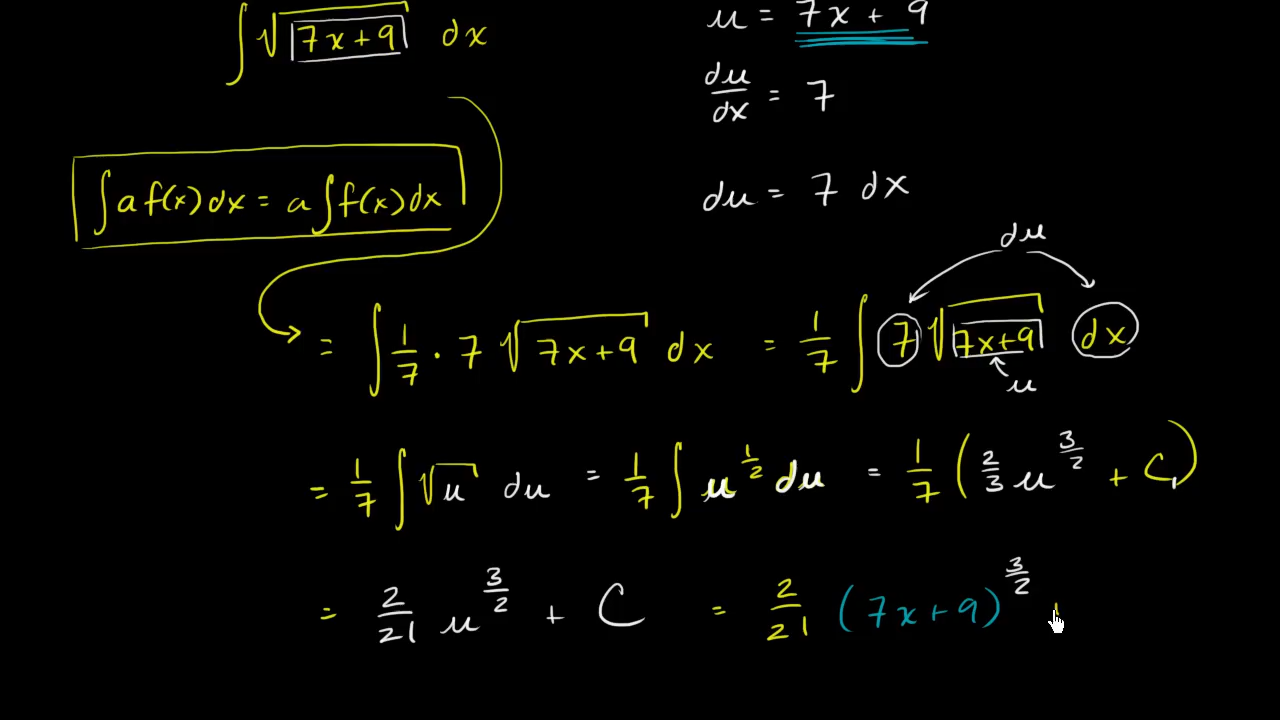 ∫ √(7x+9) dx
u = 7x + 9
du/dx = 7
∫ a f(x) dx = a ∫ f(x) dx
du = 7 dx
du
= ∫ 1/7 · 7 √(7x+9) dx = 1/7 ∫ 7 √(7x+9) dx
u
= 1/7 ∫ √u du = 1/7 ∫ u^(1/2) du = 1/7 (2/3 u^(3/2) + C)
= 2/21 u^(3/2) + C = 2/21 (7x+9)^(3/2)